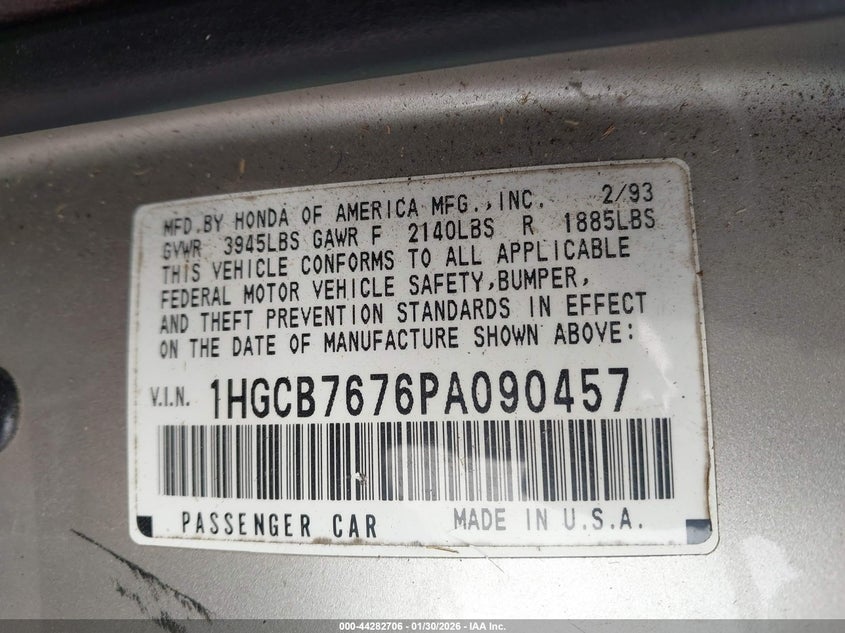 MFD.BY HONDA OF AMERICA MFG.,INC. 2/93
GVWR 3945LBS GAWR F 2140LBS R 1885LBS
THIS VEHICLE CONFORMS TO ALL APPLICABLE
FEDERAL MOTOR VEHICLE SAFETY,BUMPER,
AND THEFT PREVENTION STANDARDS IN EFFECT
ON THE DATE OF MANUFACTURE SHOWN ABOVE:
V.I.N. 1HGCB7676PA090457
PASSENGER CAR MADE IN U.S.A.
000-44282706 - 01/30/2026 - IAA Inc.